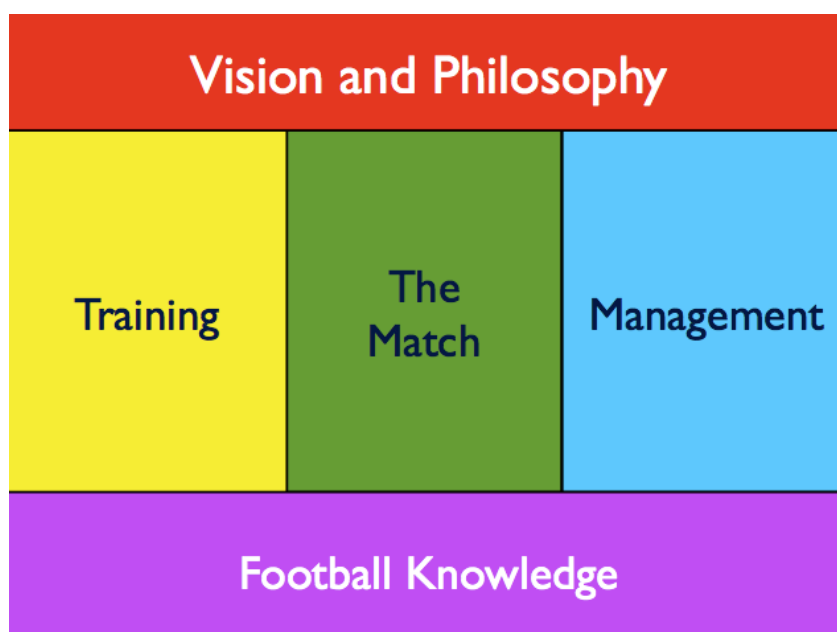 Vision and Philosophy
Training
The
Match
Management
Football Knowledge